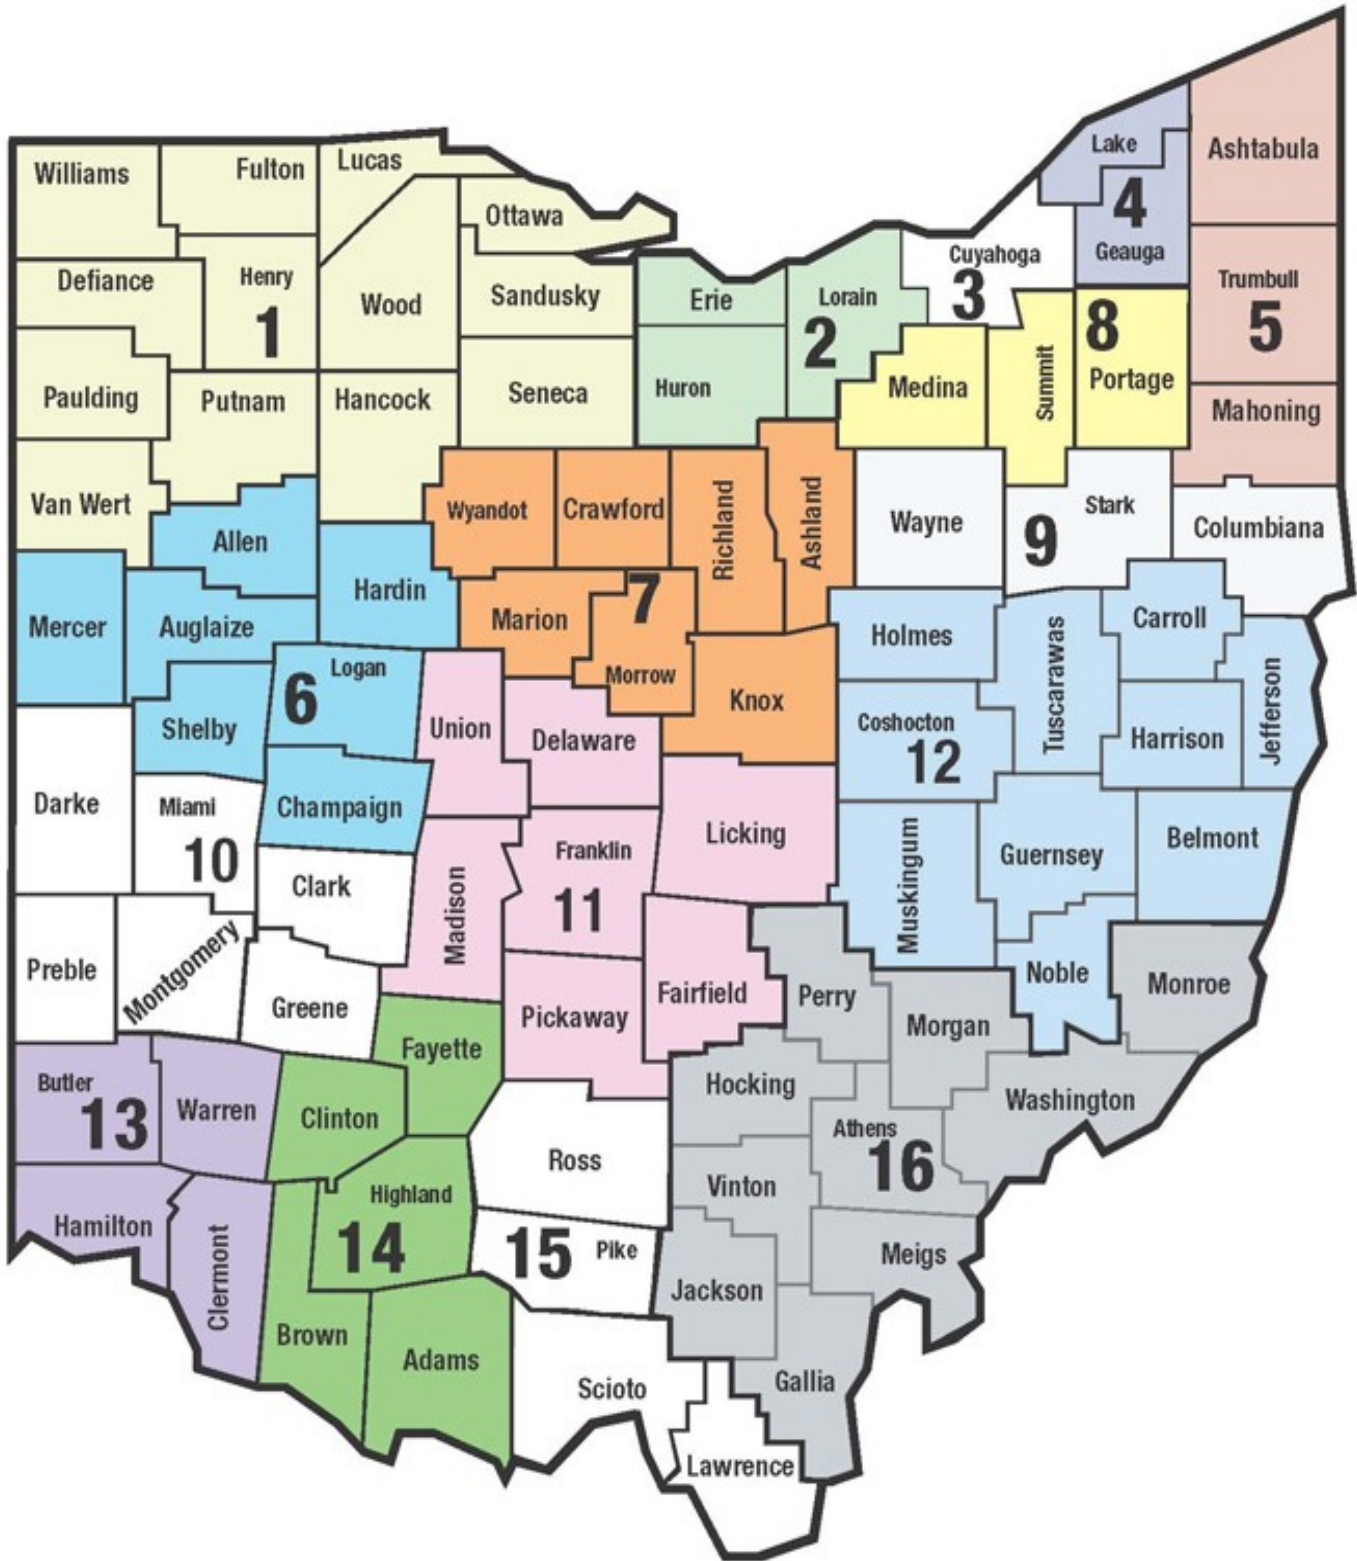 Williams
Fulton
Lucas
Ottawa
Lake
Ashtabula
4
Geauga
Defiance
Henry
1
Wood
Sandusky
Erie
Lorain
2
Cuyahoga
3
Trumbull
5
8
Portage
Paulding
Putnam
Hancock
Seneca
Huron
Medina
Summit
Mahoning
Van Wert
Allen
Wyandot
Crawford
Richland
Ashland
Wayne
9
Stark
Columbiana
Mercer
Auglaize
Hardin
Marion
7
Morrow
Holmes
Tuscarawas
Carroll
Jefferson
Shelby
6
Logan
Union
Delaware
Knox
Coshocton
12
Harrison
Darke
Miami
10
Champaign
Franklin
11
Licking
Muskingum
Guernsey
Belmont
Clark
Madison
Preble
Montgomery
Greene
Pickaway
Fairfield
Perry
Morgan
Noble
Monroe
Butler
13
Warren
Clinton
Fayette
Ross
Hocking
Athens
16
Washington
Hamilton
Clermont
Highland
14
15
Pike
Vinton
Jackson
Meigs
Brown
Adams
Scioto
Gallia
Lawrence